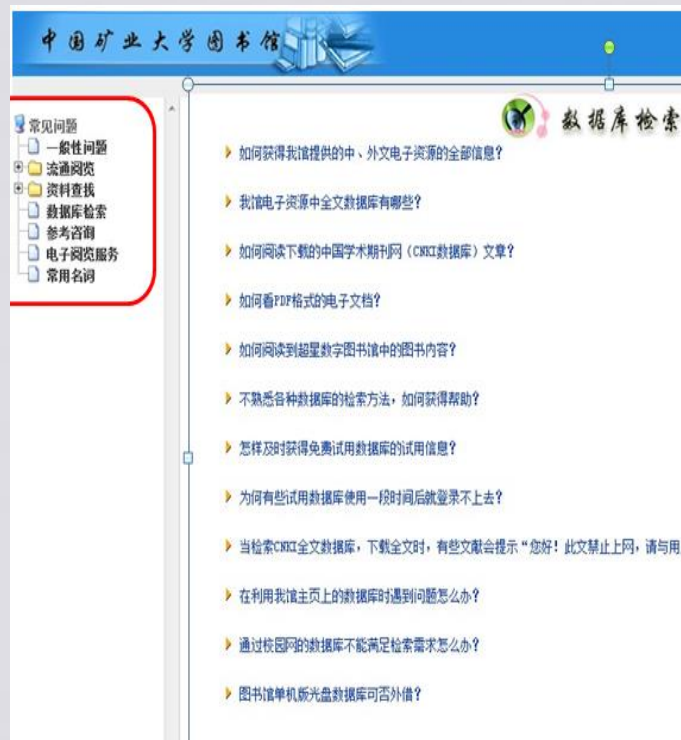 中国矿业大学图书馆
常见问题
一般性问题
流通阅览
资料查找
数据库检索
参考咨询
电子阅览服务
常用名词
数据库检索
如何获得我馆提供的中、外文电子资源的全部信息？
我馆电子资源中全文数据库有哪些？
如何阅读下载的中国学术期刊网（CNKI数据库）文章？
如何看PDF格式的电子文档？
如何阅读到超星数字图书馆中的图书内容？
不熟悉各种数据库的检索方法，如何获得帮助？
怎样及时获得免费试用数据库的试用信息？
为何有些试用数据库使用一段时间后就登录不上去？
当检索CNKI全文数据库，下载全文时，有些文献会提示“您好！此文禁止上网，请与用
在利用我馆主页上的数据库时遇到问题怎么办？
通过校园网的数据库不能满足检索需求怎么办？
图书馆单机版光盘数据库可否外借？